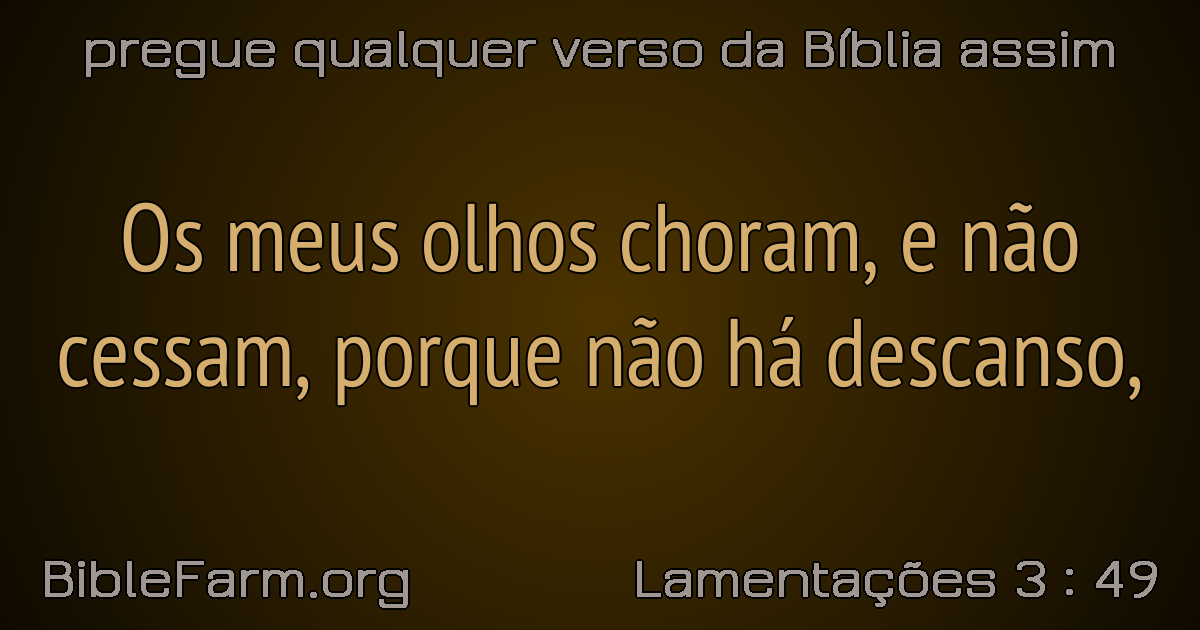 pregue qualquer verso da Bíblia assim
Os meus olhos choram, e não
cessam, porque não há descanso,
BibleFarm.org
Lamentações 3 : 49